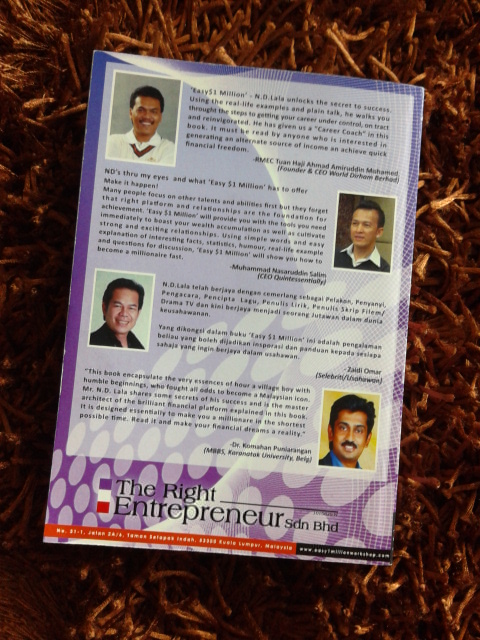 'Easy$1 Million' - N.D.Lala unlocks the secret to success.
Using the real-life examples and plain talk, he walks you
throught the steps to getting your career under control, on tract
and reinvigorated. He has given us a "Career Coach" in this
book. It must be read by anyone who is interested in
generating an alternate source of income an achieve quick
financial freedom.
-RMEC Tuan Haji Ahmad Amiruddin Mohamed,
(Founder & CEO World Dirham Berhad)
ND's thru my eyes and what 'Easy $1 Million' has to offer
Make it happen!
Many people focus on other talents and abilities first but they forget
that right platform and relationships are the foundation for
achievement. 'Easy $1 Million' will provide you with the tools you need
immediately to boost your wealth accumulation as well as cultivate
strong and exciting relationships. Using simple words and easy
explanation of interesting facts, statistics, humour, real-life example
and questions for discussion, 'Easy $1 Million' will show you how to
become a millionaire fast.
-Muhammad Nasaruddin Salim
(CEO Quintessentially)
N.D.Lala telah berjaya dengan cemerlang sebagai Pelakon, Penyanyi,
Pengacara, Pencipta Lagu, Penulis Lirik, Penulis Skrip Filem/
Drama TV dan kini berjaya menjadi seorang Jutawan dalam dunia
keusahawanan.
Yang dikongsi dalam buku 'Easy $1 Million' ini adalah pengalaman
beliau yang boleh dijadikan insporasi dan panduan kepada sesiapa
sahaja yang ingin berjaya dalam usahawan.
- Zaidi Omar
(Selebriti/Usahawan)
"This book encapsulate the very essences of hour a village boy with
humble beginnings, who fought all odds to become a Malaysian icon.
Mr. N.D. Lala shares some secrets of his success and is the master
architect of the brilliant financial platform explained in this book.
It is designed essentially to make you a millionaire in the shortest
possible time. Read it and make your financial dreams a reality."
-Dr. Komahan Puniarangan
(MBBS, Karanatak University, Belg)
The Right
Entrepreneur Sdn Bhd
No. 31-1, Jalan 2A/6, Taman Setapak Indah, 53300 Kuala Lumpur, Malaysia www.easy1millionworkshop.com